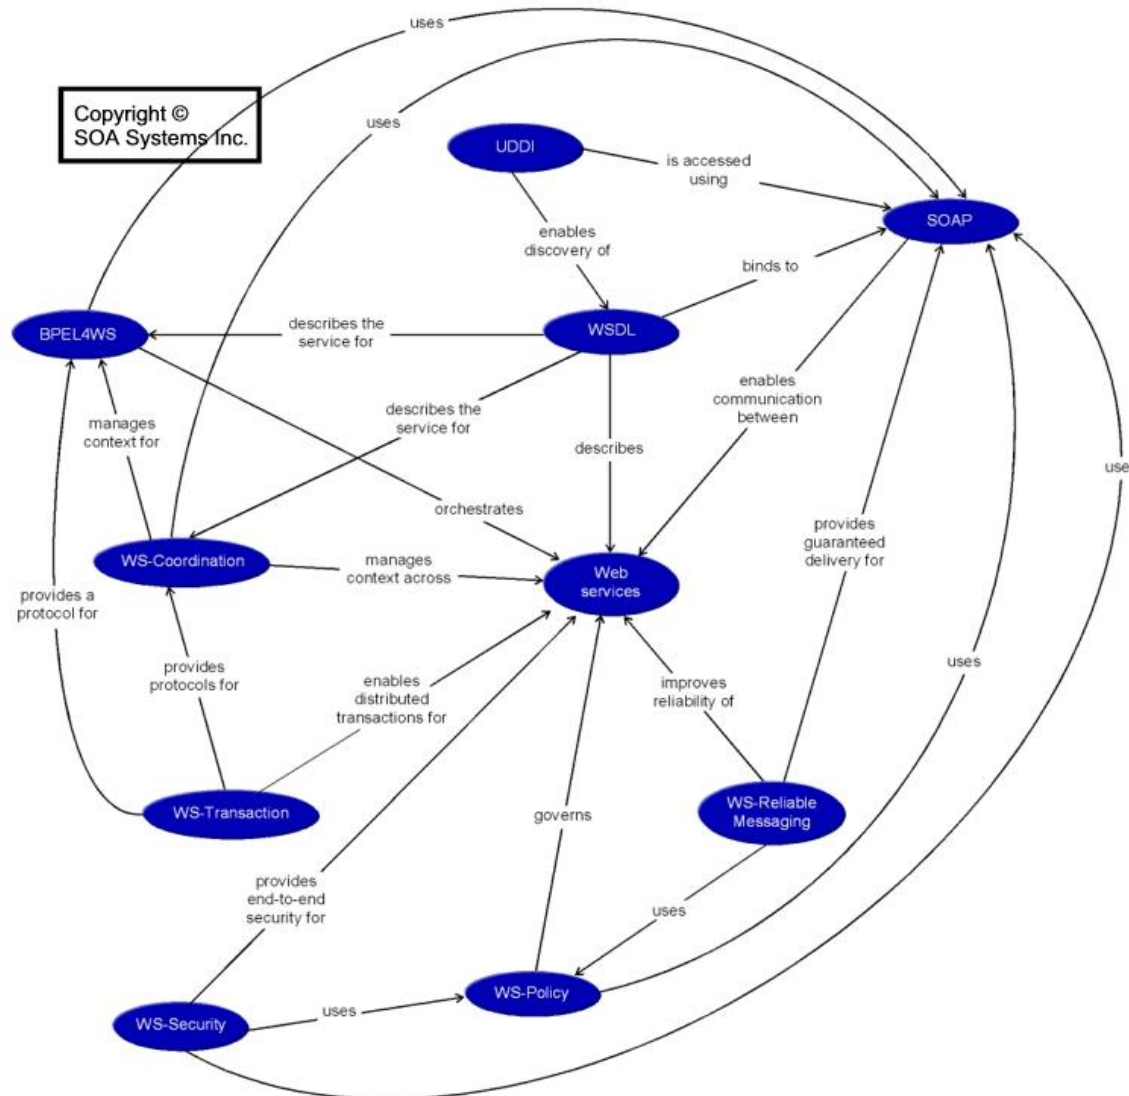 uses
Copyright ©
SOA Systems Inc.
uses
UDDI
is accessed
using
SOAP
enables
discovery of
binds to
BPEL4WS
describes the
service for
WSDL
enables
communication
between
manages
context for
describes the
service for
describes
use
orchestrates
provides
guaranteed
delivery for
WS-Coordination
manages
context across
Web
services
provides a
protocol for
provides
protocols for
enables
distributed
transactions for
improves
reliability of
uses
WS-Transaction
governs
WS-Reliable
Messaging
provides
end-to-end
security for
uses
WS-Policy
uses
WS-Security